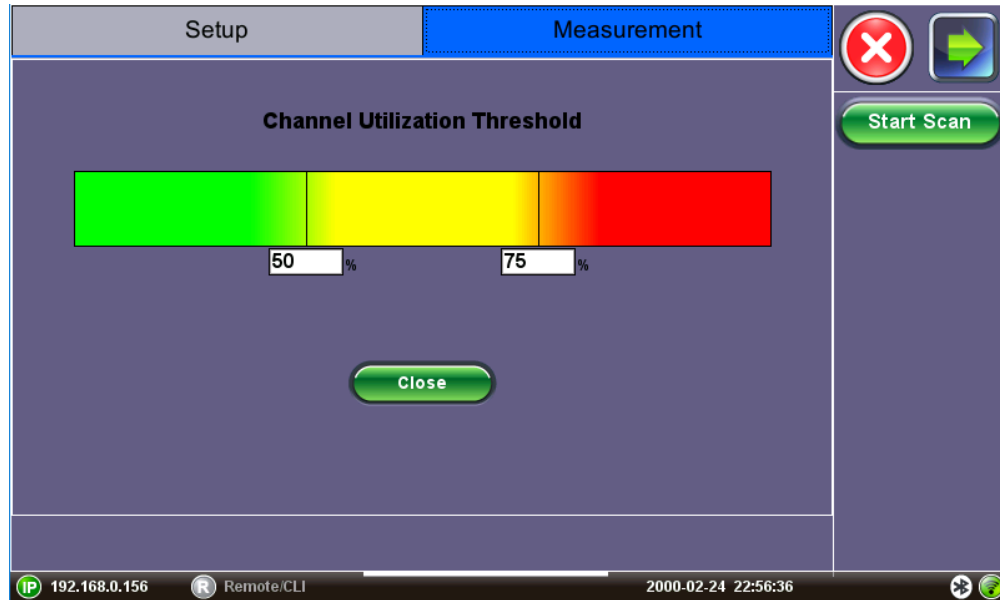 Setup
Measurement
Start Scan
Channel Utilization Threshold
50 %
75 %
Close
IP 192.168.0.156
R Remote/CLI
2000-02-24 22:56:36